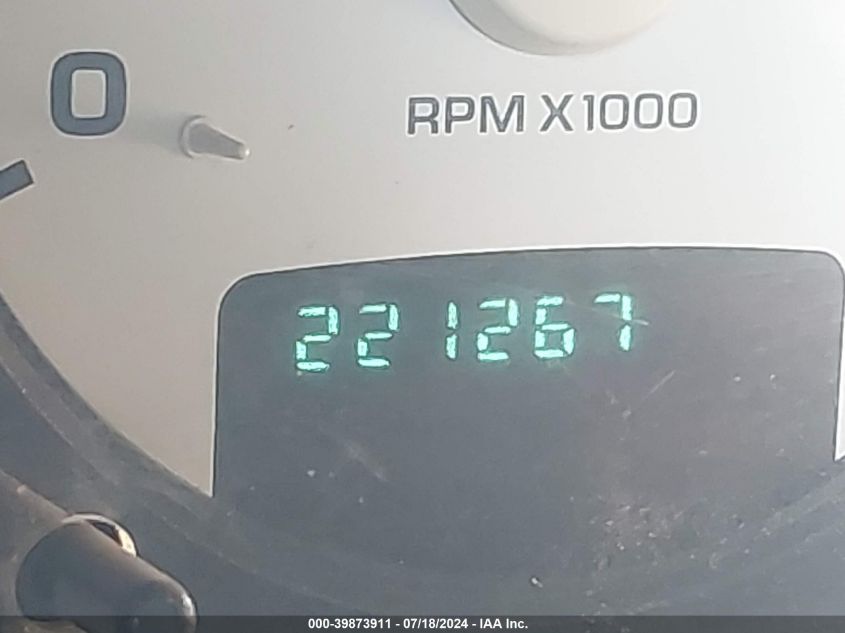 0
RPM X1000
221267
000-39873911 - 07/18/2024 - IAA Inc.